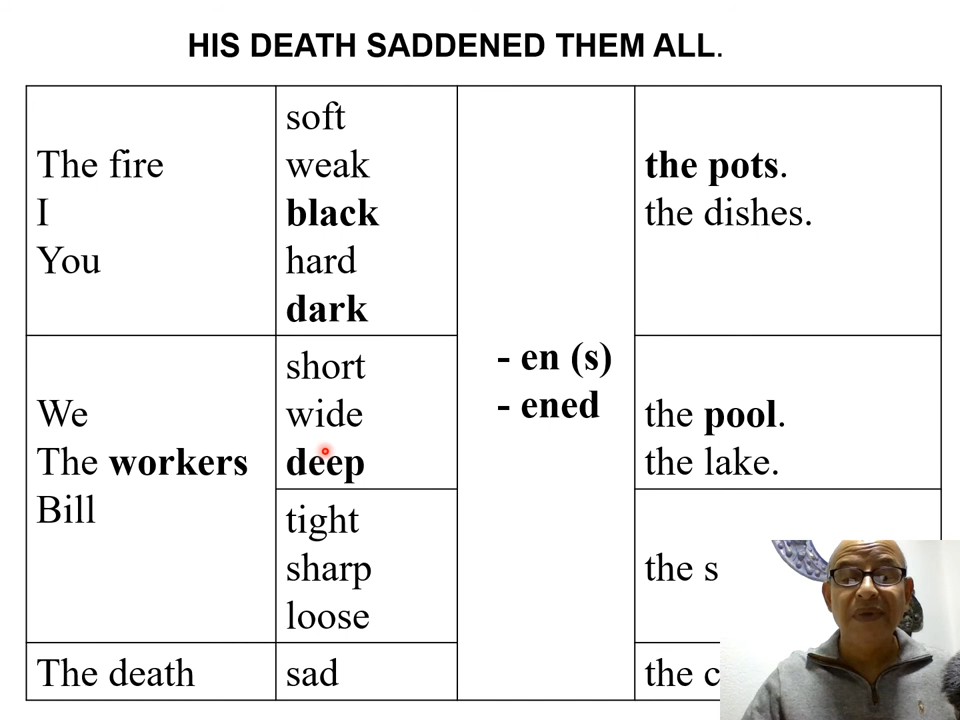 HIS DEATH SADDENED THEM ALL.
The fire
I
You
soft
weak
black
hard
dark
the pots.
the dishes.
- en (s)
- ened
We
The workers
Bill
short
wide
deep
the pool.
the lake.
tight
sharp
loose
the s
The death
sad
the c